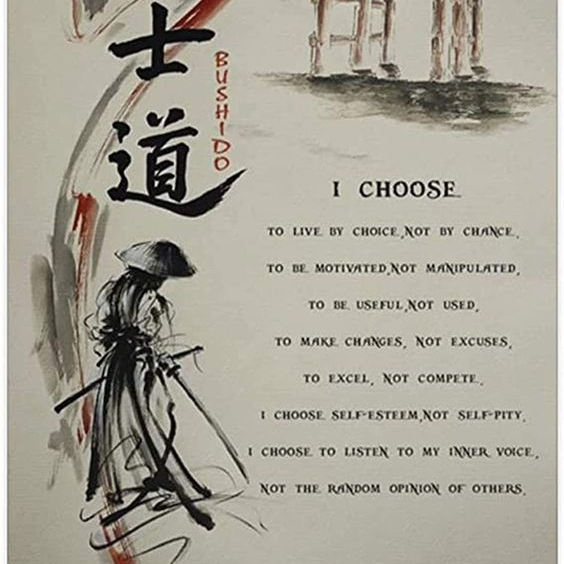 士
道
BUSHIDO
I CHOOSE
TO LIVE BY CHOICE,NOT BY CHANCE,
TO BE MOTIVATED,NOT MANIPULATED,
TO BE USEFUL,NOT USED,
TO MAKE CHANGES, NOT EXCUSES,
TO EXCEL, NOT COMPETE.
I CHOOSE SELF-ESTEEM,NOT SELF-PITY,
I CHOOSE TO LISTEN TO MY INNER VOICE,
NOT THE RANDOM OPINION OF OTHERS.